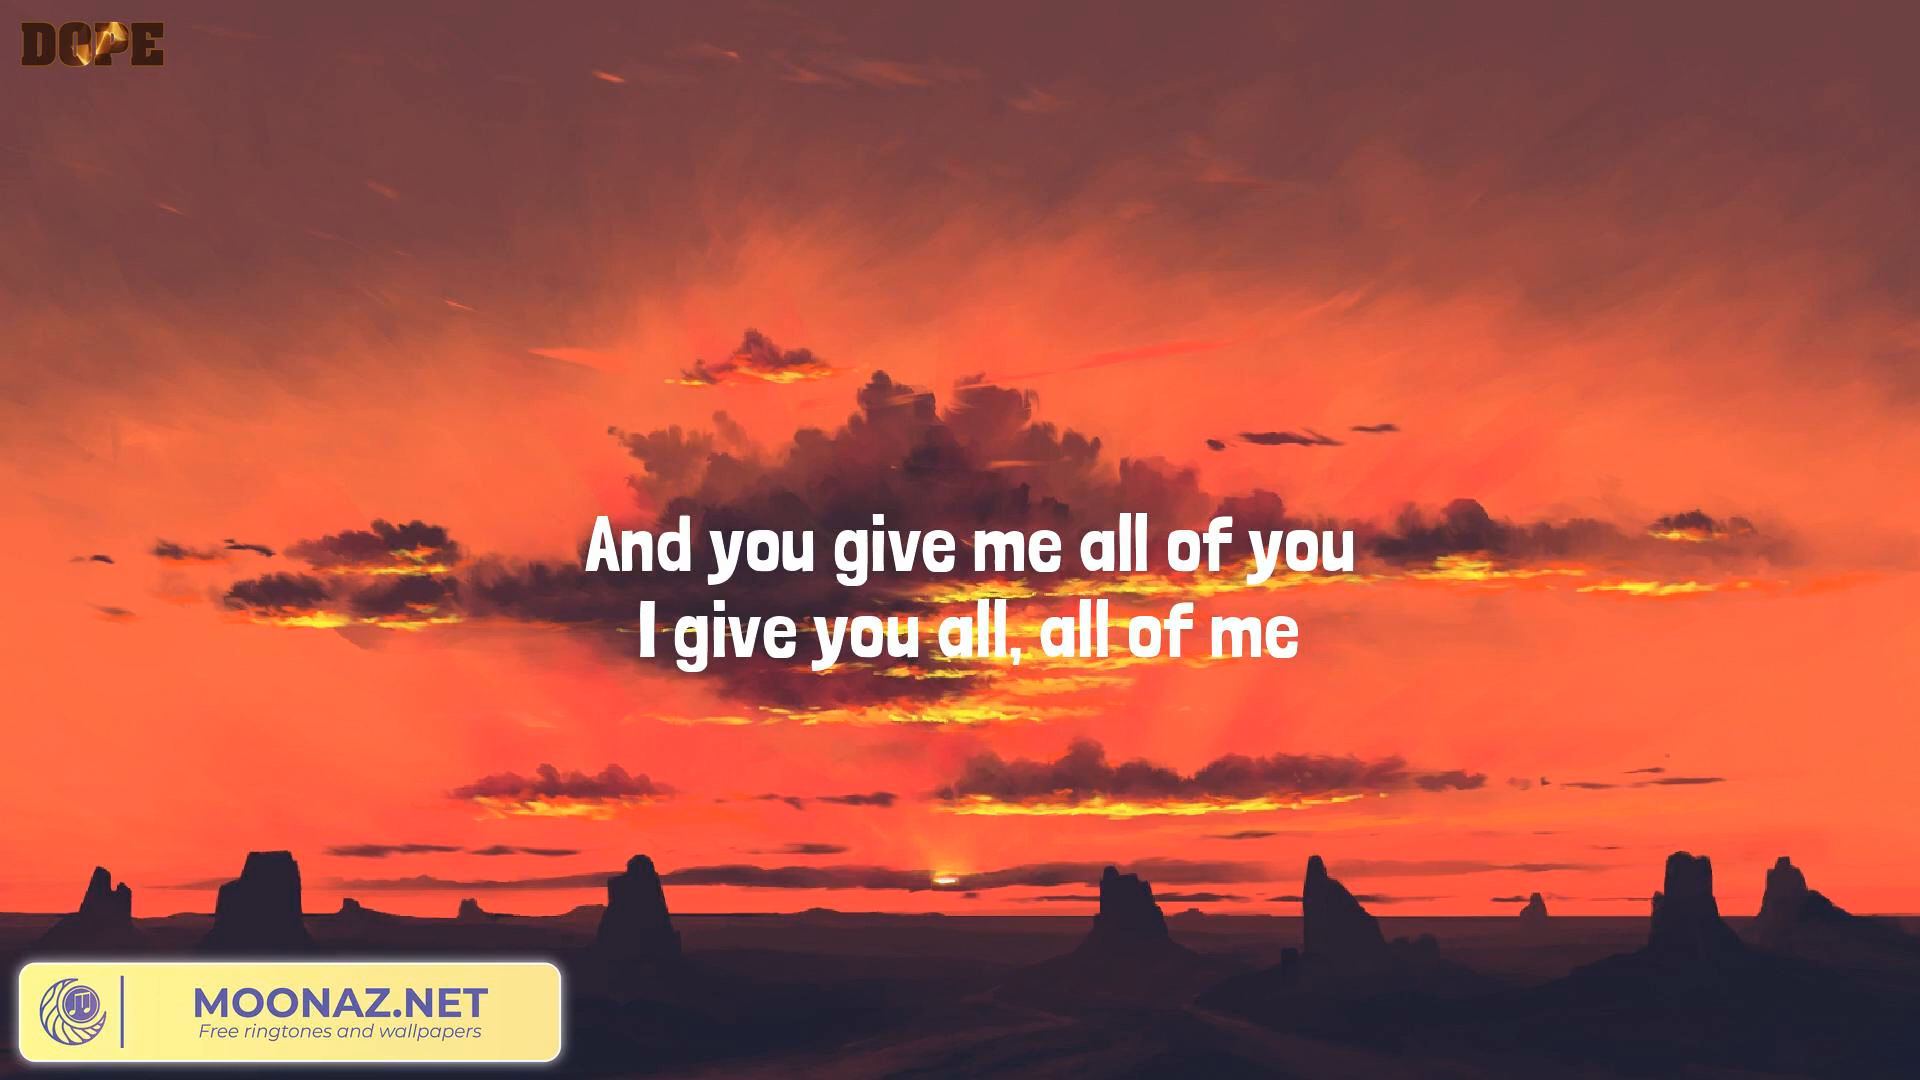 DOPE
And you give me all of you
I give you all, all of me
MOONAZ.NET
Free ringtones and wallpapers